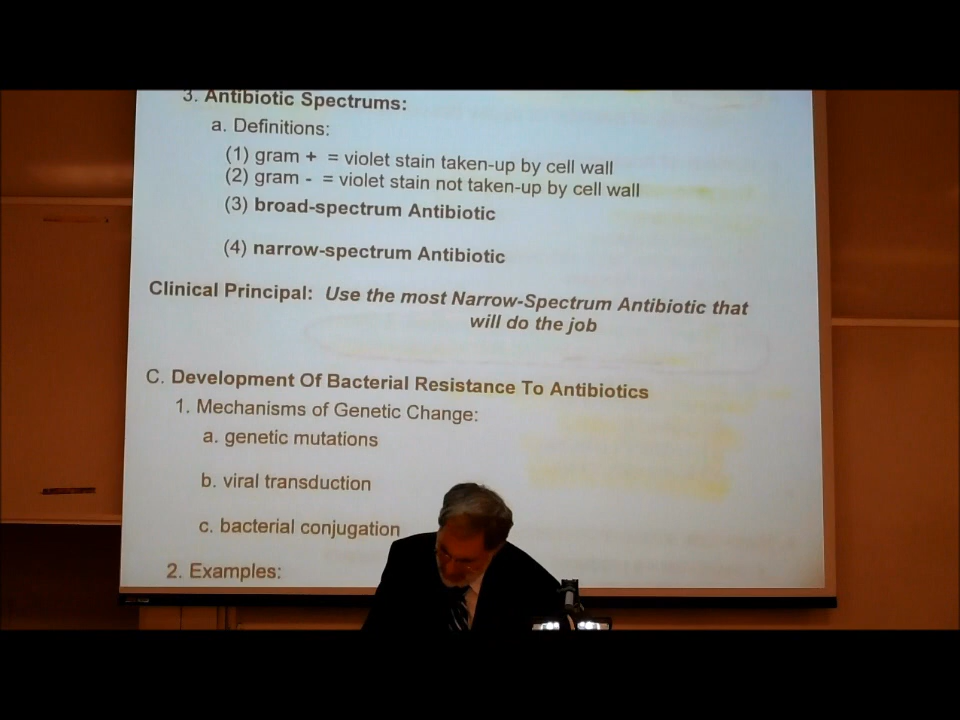 3. Antibiotic Spectrums:
a. Definitions:
(1) gram + = violet stain taken-up by cell wall
(2) gram - = violet stain not taken-up by cell wall
(3) broad-spectrum Antibiotic
(4) narrow-spectrum Antibiotic
Clinical Principal: Use the most Narrow-Spectrum Antibiotic that
will do the job
C. Development Of Bacterial Resistance To Antibiotics
1. Mechanisms of Genetic Change:
a. genetic mutations
b. viral transduction
c. bacterial conjugation
2. Examples: